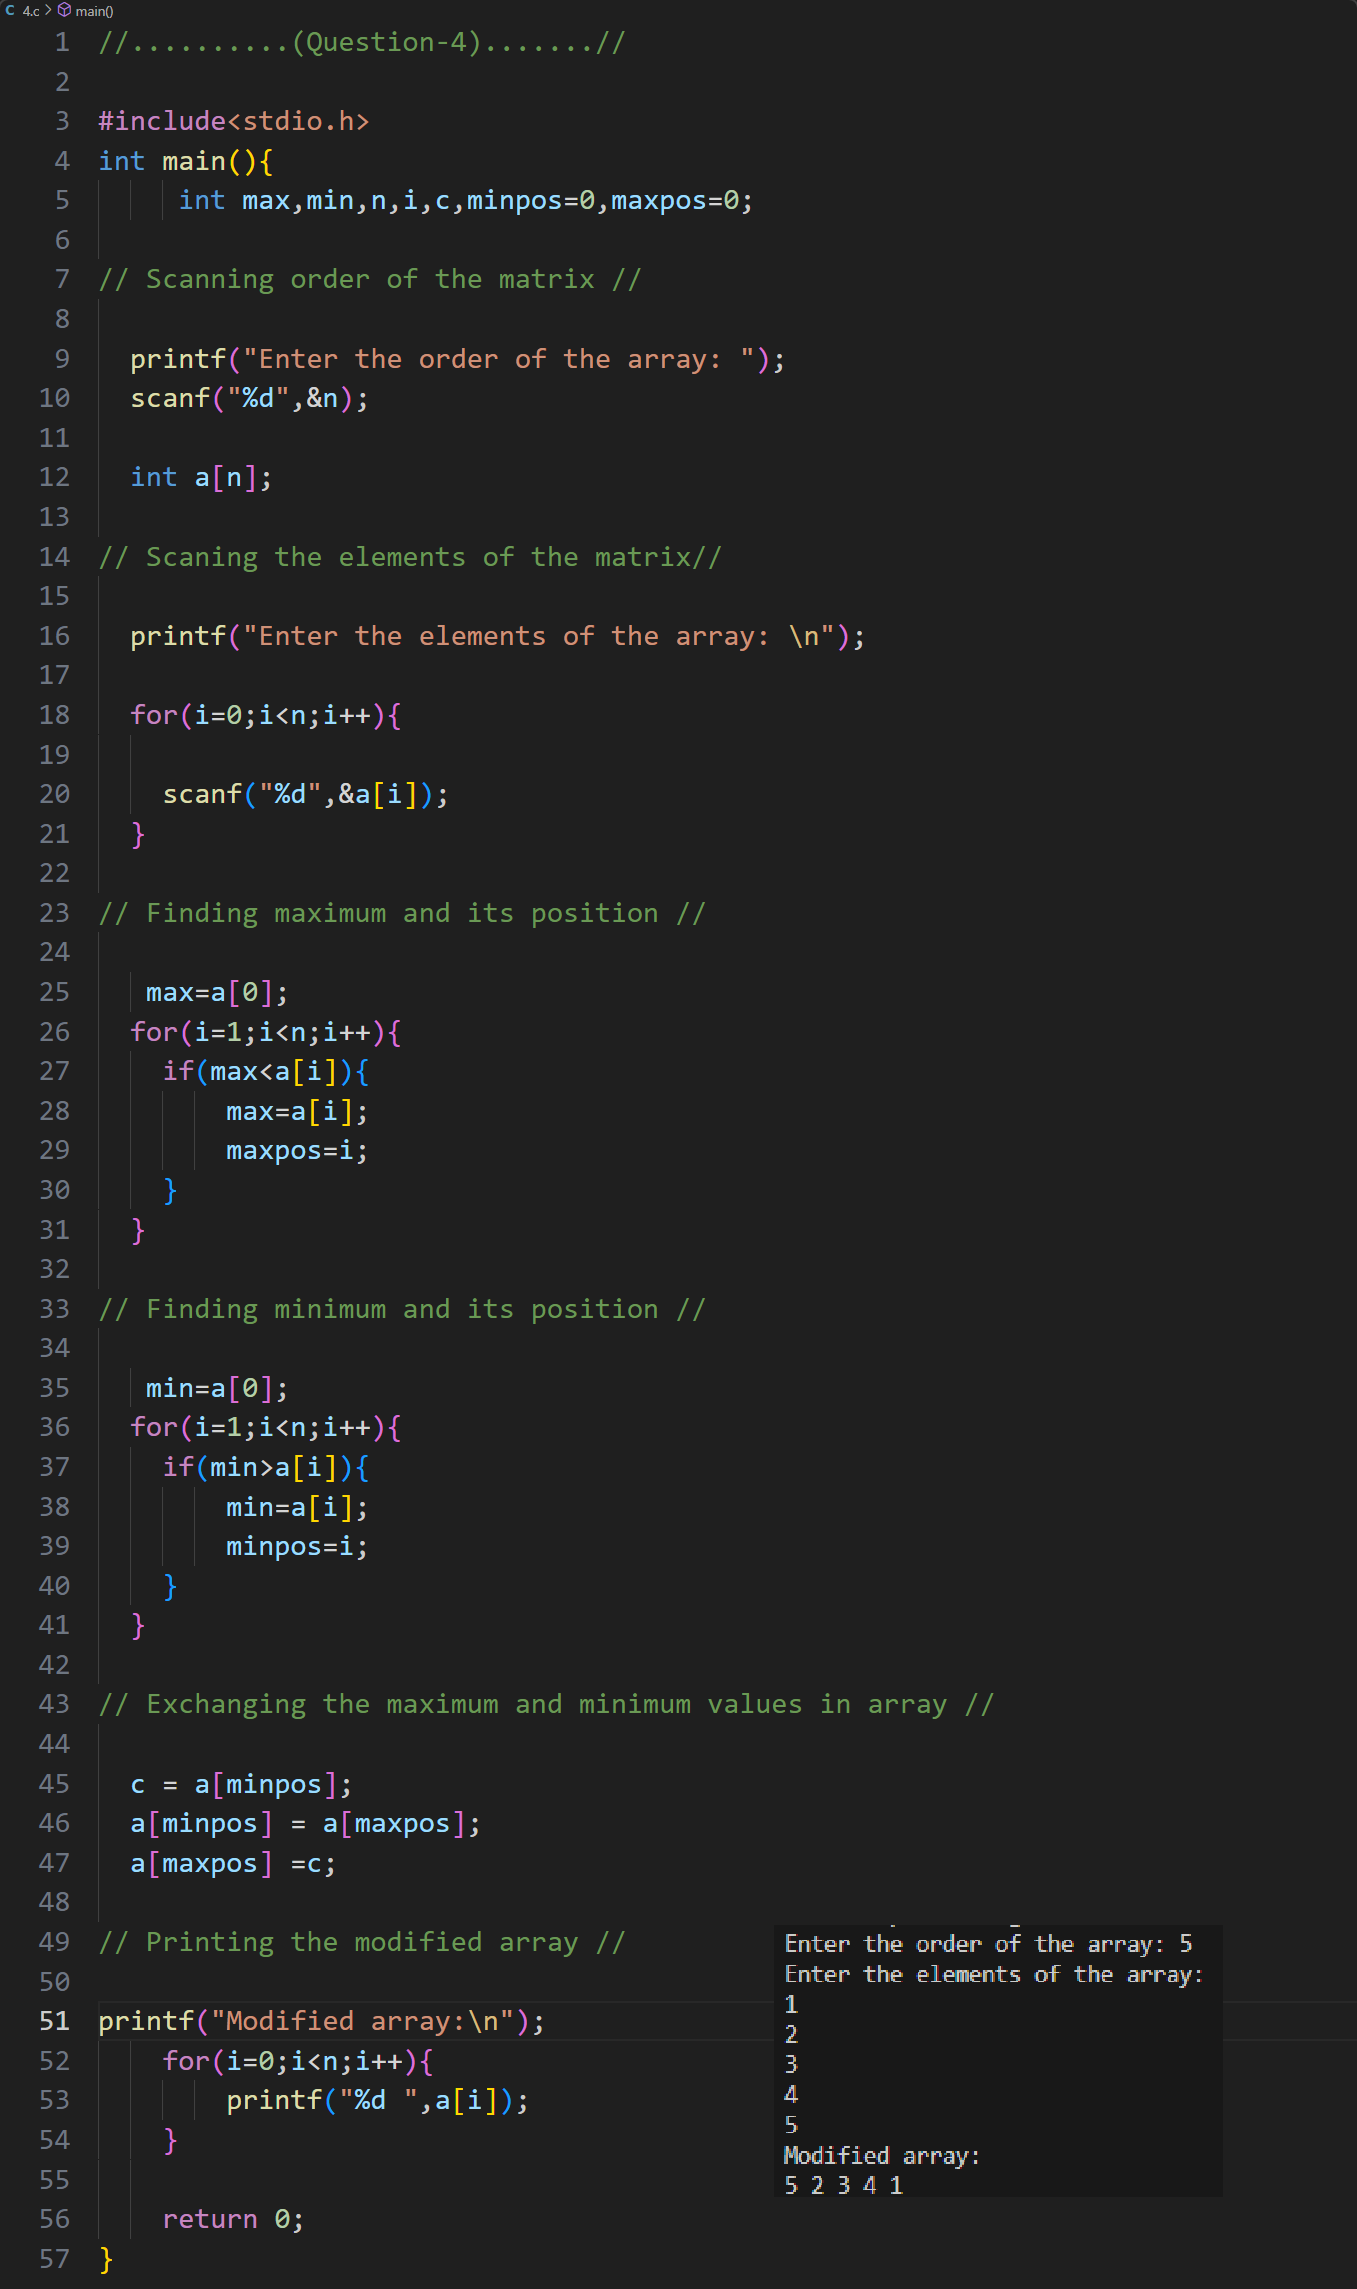 C 4.c > main()
1 //..........(Question-4).......//
2
3 #include<stdio.h>
4 int main(){
5 int max,min,n,i,c,minpos=0,maxpos=0;
6
7 // Scanning order of the matrix //
8
9 printf("Enter the order of the array: ");
10 scanf("%d",&n);
11
12 int a[n];
13
14 // Scaning the elements of the matrix//
15
16 printf("Enter the elements of the array: \n");
17
18 for(i=0;i<n;i++){
19
20 scanf("%d",&a[i]);
21 }
22
23 // Finding maximum and its position //
24
25 max=a[0];
26 for(i=1;i<n;i++){
27 if(max<a[i]){
28 max=a[i];
29 maxpos=i;
30 }
31 }
32
33 // Finding minimum and its position //
34
35 min=a[0];
36 for(i=1;i<n;i++){
37 if(min>a[i]){
38 min=a[i];
39 minpos=i;
40 }
41 }
42
43 // Exchanging the maximum and minimum values in array //
44
45 c = a[minpos];
46 a[minpos] = a[maxpos];
47 a[maxpos] =c;
48
49 // Printing the modified array //
50
51 printf("Modified array:\n");
52 for(i=0;i<n;i++){
53 printf("%d ",a[i]);
54 }
55
56 return 0;
57 }
Enter the order of the array: 5
Enter the elements of the array:
1
2
3
4
5
Modified array:
5 2 3 4 1